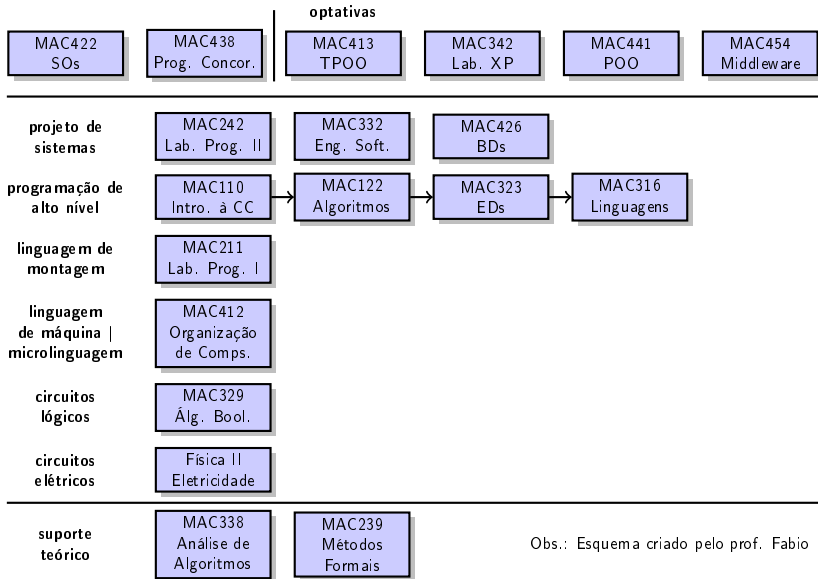 optativas
MAC422
SOs
MAC438
Prog. Concor.
MAC413
TPOO
MAC342
Lab. XP
MAC441
POO
MAC454
Middleware
projeto de
sistemas
MAC242
Lab. Prog. II
MAC332
Eng. Soft.
MAC426
BDs
programação de
alto nível
MAC110
Intro. à CC
MAC122
Algoritmos
MAC323
EDs
MAC316
Linguagens
linguagem de
montagem
MAC211
Lab. Prog. I
linguagem
de máquina |
microlinguagem
MAC412
Organização
de Comps.
circuitos
lógicos
MAC329
Álg. Bool.
circuitos
elétricos
Física II
Eletricidade
suporte
teórico
MAC338
Análise de
Algoritmos
MAC239
Métodos
Formais
Obs.: Esquema criado pelo prof. Fabio